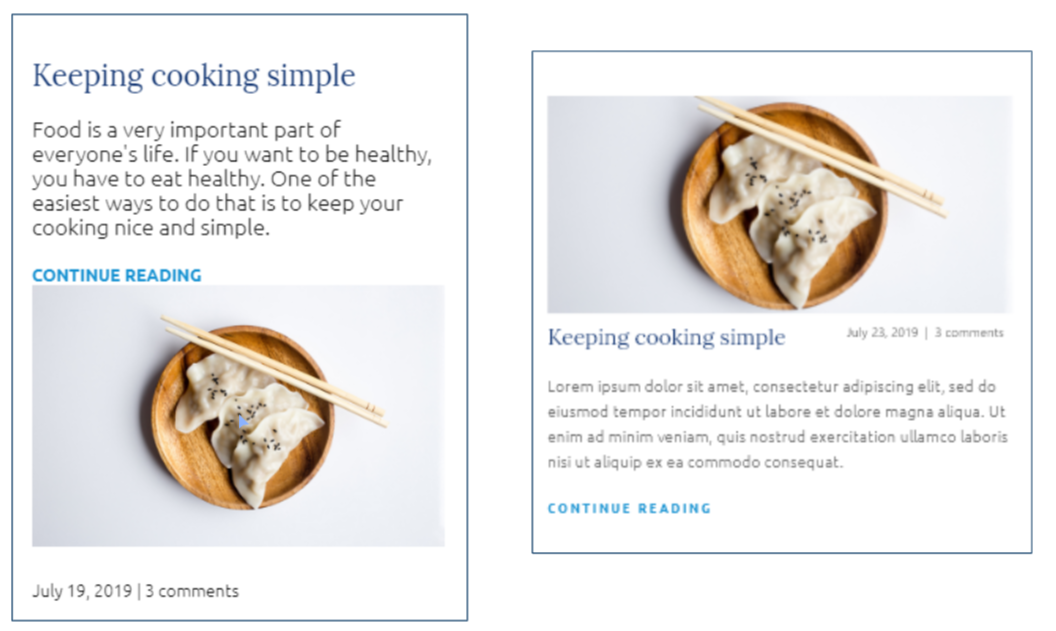 Keeping cooking simple
Food is a very important part of
everyone's life. If you want to be healthy,
you have to eat healthy. One of the
easiest ways to do that is to keep your
cooking nice and simple.
CONTINUE READING
July 19, 2019 | 3 comments
Keeping cooking simple
July 23, 2019 | 3 comments
Lorem ipsum dolor sit amet, consectetur adipiscing elit, sed do
eiusmod tempor incididunt ut labore et dolore magna aliqua. Ut
enim ad minim veniam, quis nostrud exercitation ullamco laboris
nisi ut aliquip ex ea commodo consequat.
CONTINUE READING